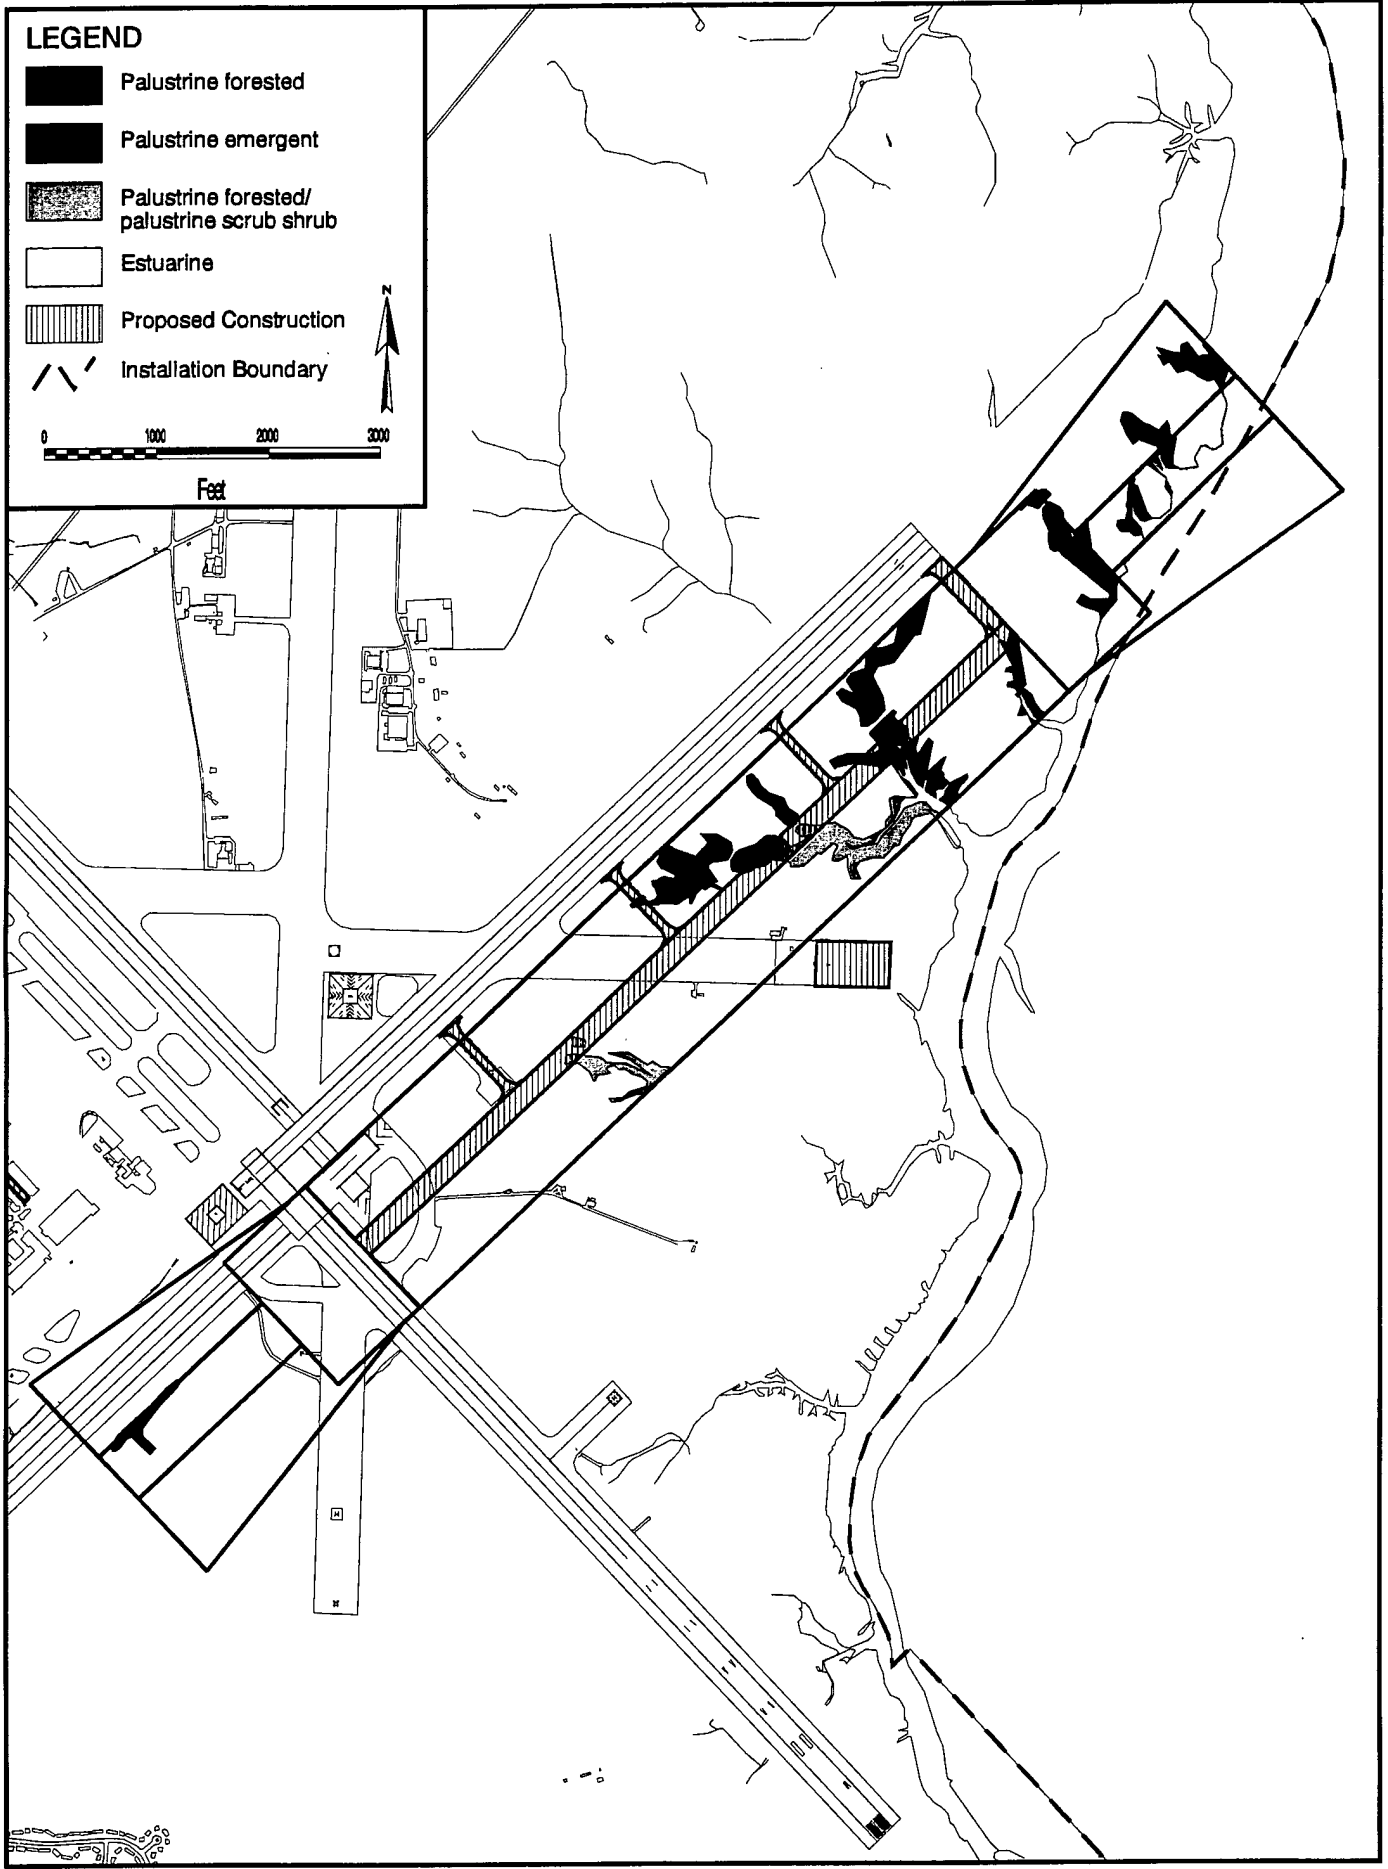 LEGEND
Palustrine forested
Palustrine emergent
Palustrine forested/
palustrine scrub shrub
Estuarine
Proposed Construction
Installation Boundary
N
0 1000 2000 3000
Feet